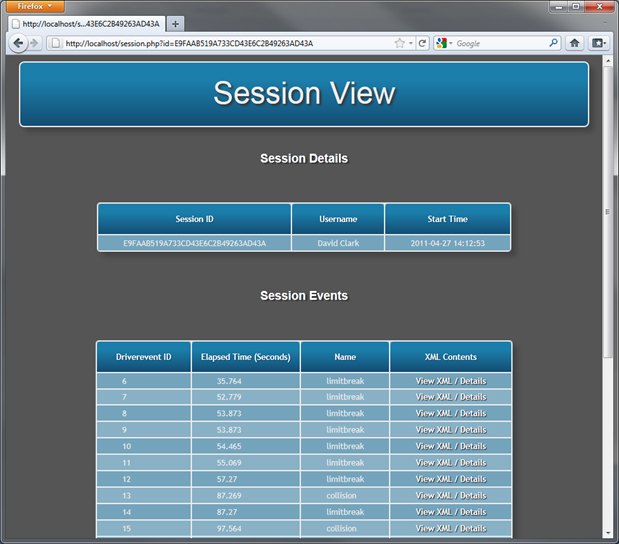 Firefox
http://localhost/s...43E6C2B49263AD43A
http://localhost/session.php?id=E9FAAB519A733CD43E6C2B49263AD43A
Google
Session View
Session Details
Session ID Username Start Time
E9FAAB519A733CD43E6C2B49263AD43A David Clark 2011-04-27 14:12:53
Session Events
Driverevent ID Elapsed Time (Seconds) Name XML Contents
6 35.764 limitbreak View XML / Details
7 52.779 limitbreak View XML / Details
8 53.873 limitbreak View XML / Details
9 53.873 limitbreak View XML / Details
10 54.465 limitbreak View XML / Details
11 55.069 limitbreak View XML / Details
12 57.27 limitbreak View XML / Details
13 87.269 collision View XML / Details
14 87.27 limitbreak View XML / Details
15 97.564 collision View XML / Details